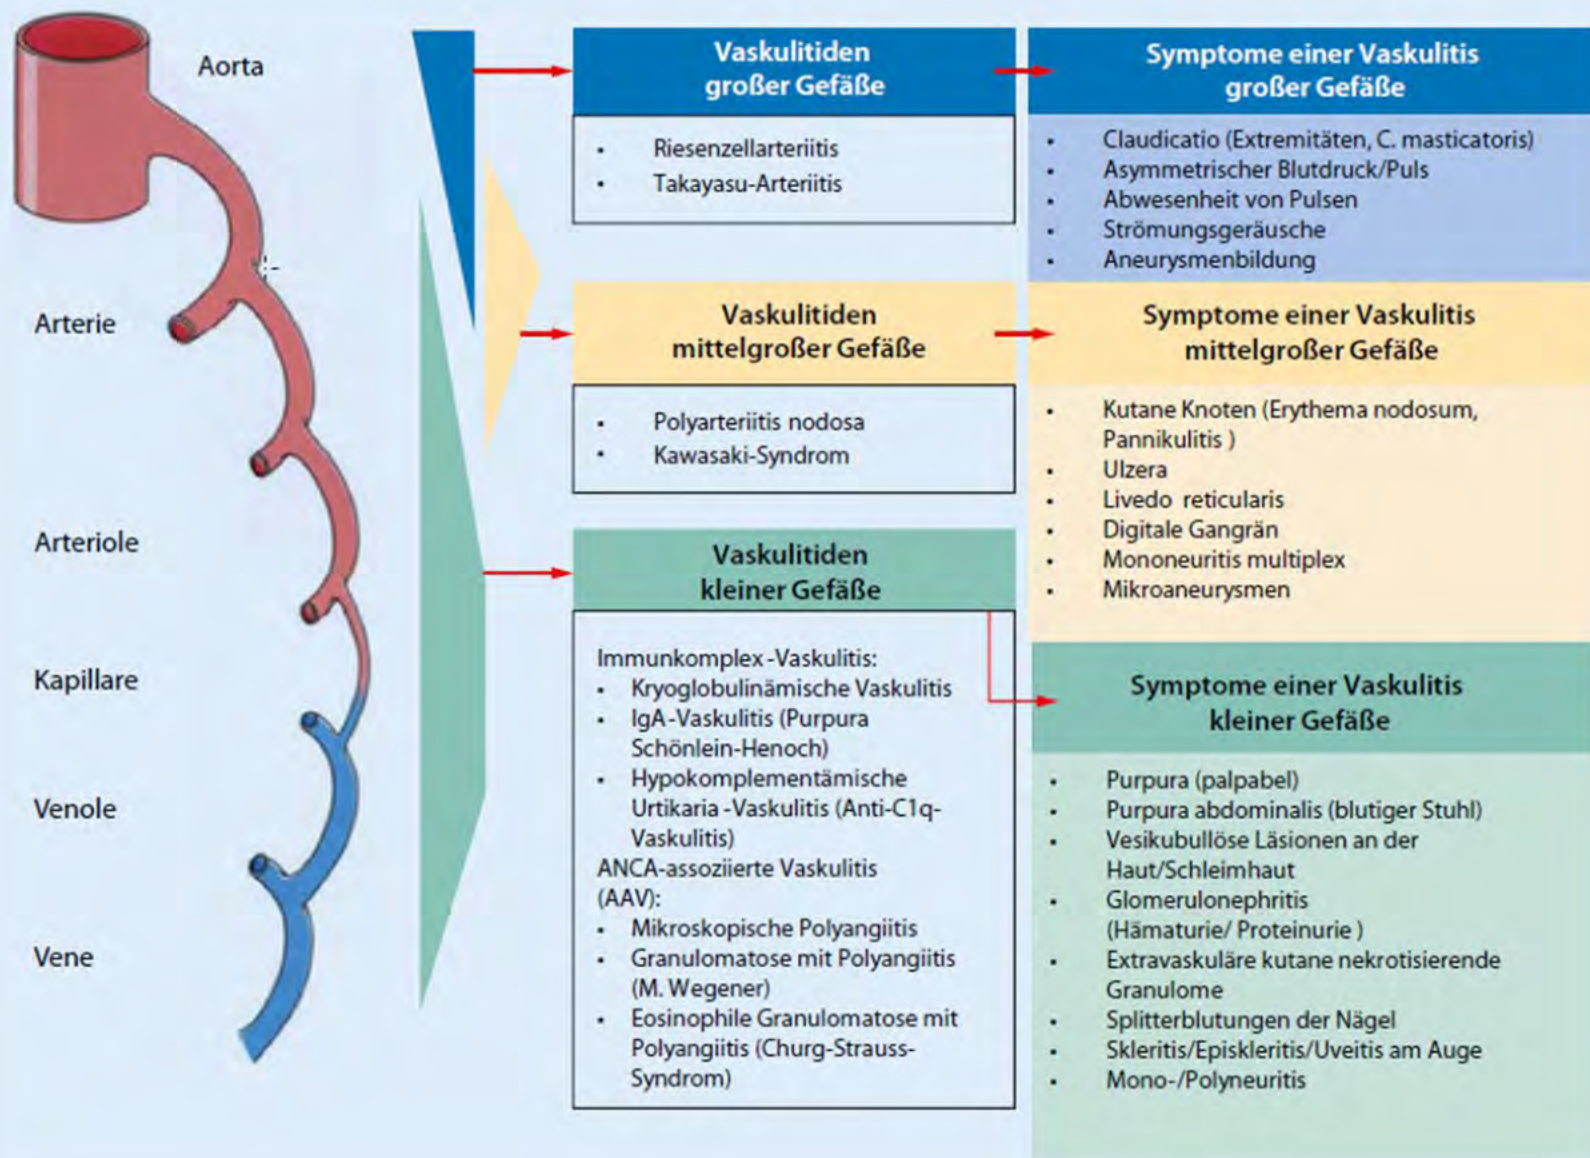 Aorta
Arterie
Arteriole
Kapillare
Venole
Vene
Vaskulitiden
großer Gefäße
• Riesenzellarteriitis
• Takayasu-Arteriitis
Symptome einer Vaskulitis
großer Gefäße
• Claudicatio (Extremitäten, C. masticatoris)
• Asymmetrischer Blutdruck/Puls
• Abwesenheit von Pulsen
• Strömungsgeräusche
• Aneurysmenbildung
Vaskulitiden
mittelgroßer Gefäße
• Polyarteriitis nodosa
• Kawasaki-Syndrom
Symptome einer Vaskulitis
mittelgroßer Gefäße
• Kutane Knoten (Erythema nodosum,
Pannikulitis )
• Ulzera
• Livedo reticularis
• Digitale Gangrän
• Mononeuritis multiplex
• Mikroaneurysmen
Vaskulitiden
kleiner Gefäße
Immunkomplex-Vaskulitis:
• Kryoglobulinämische Vaskulitis
• IgA-Vaskulitis (Purpura
Schönlein-Henoch)
• Hypokomplementämische
Urtikaria-Vaskulitis (Anti-C1q-
Vaskulitis)
ANCA-assoziierte Vaskulitis
(AAV):
• Mikroskopische Polyangiitis
• Granulomatose mit Polyangiitis
(M. Wegener)
• Eosinophile Granulomatose mit
Polyangiitis (Churg-Strauss-
Syndrom)
Symptome einer Vaskulitis
kleiner Gefäße
• Purpura (palpabel)
• Purpura abdominalis (blutiger Stuhl)
• Vesikubullöse Läsionen an der
Haut/Schleimhaut
• Glomerulonephritis
(Hämaturie/ Proteinurie )
• Extravaskuläre kutane nekrotisierende
Granulome
• Splitterblutungen der Nägel
• Skleritis/Episkleritis/Uveitis am Auge
• Mono-/Polyneuritis